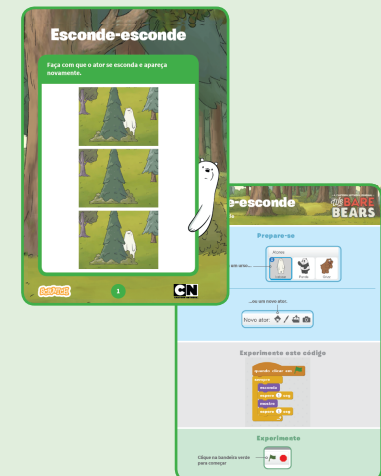 Esconde-esconde
Faça com que o ator se esconda e apareça
novamente.
SCRATCH
1
CN
e-esconde
WE BARE
BEARS
Prepare-se
Atores
Panda
...ou um novo ator.
Novo ator:
Experimente este código
quando clicar em
sempre
esconda
espere 1 seg
mostre
espere 1 seg
Experimente
Clique na bandeira verde
para começar